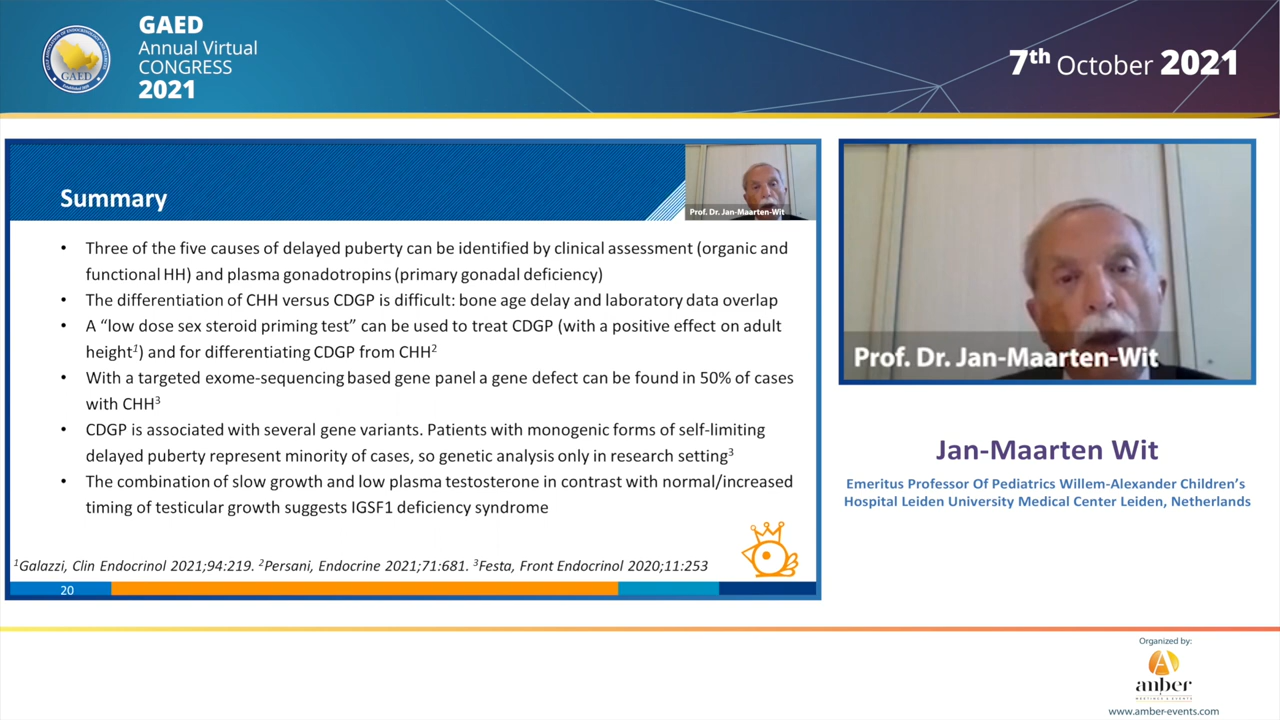 GAED
Annual Virtual
CONGRESS
2021
GAED
7th October 2021
Summary
Prof. Dr. Jan-Maarten-Wit
• Three of the five causes of delayed puberty can be identified by clinical assessment (organic and
functional HH) and plasma gonadotropins (primary gonadal deficiency)
• The differentiation of CHH versus CDGP is difficult: bone age delay and laboratory data overlap
• A “low dose sex steroid priming test” can be used to treat CDGP (with a positive effect on adult
height1) and for differentiating CDGP from CHH2
• With a targeted exome-sequencing based gene panel a gene defect can be found in 50% of cases
with CHH3
• CDGP is associated with several gene variants. Patients with monogenic forms of self-limiting
delayed puberty represent minority of cases, so genetic analysis only in research setting3
• The combination of slow growth and low plasma testosterone in contrast with normal/increased
timing of testicular growth suggests IGSF1 deficiency syndrome
1Galazzi, Clin Endocrinol 2021;94:219. 2Persani, Endocrine 2021;71:681. 3Festa, Front Endocrinol 2020;11:253
20
Prof. Dr. Jan-Maarten-Wit
Jan-Maarten Wit
Emeritus Professor Of Pediatrics Willem-Alexander Children’s
Hospital Leiden University Medical Center Leiden, Netherlands
Organized by:
anber
MEETINGS & EVENTS
www.amber-events.com